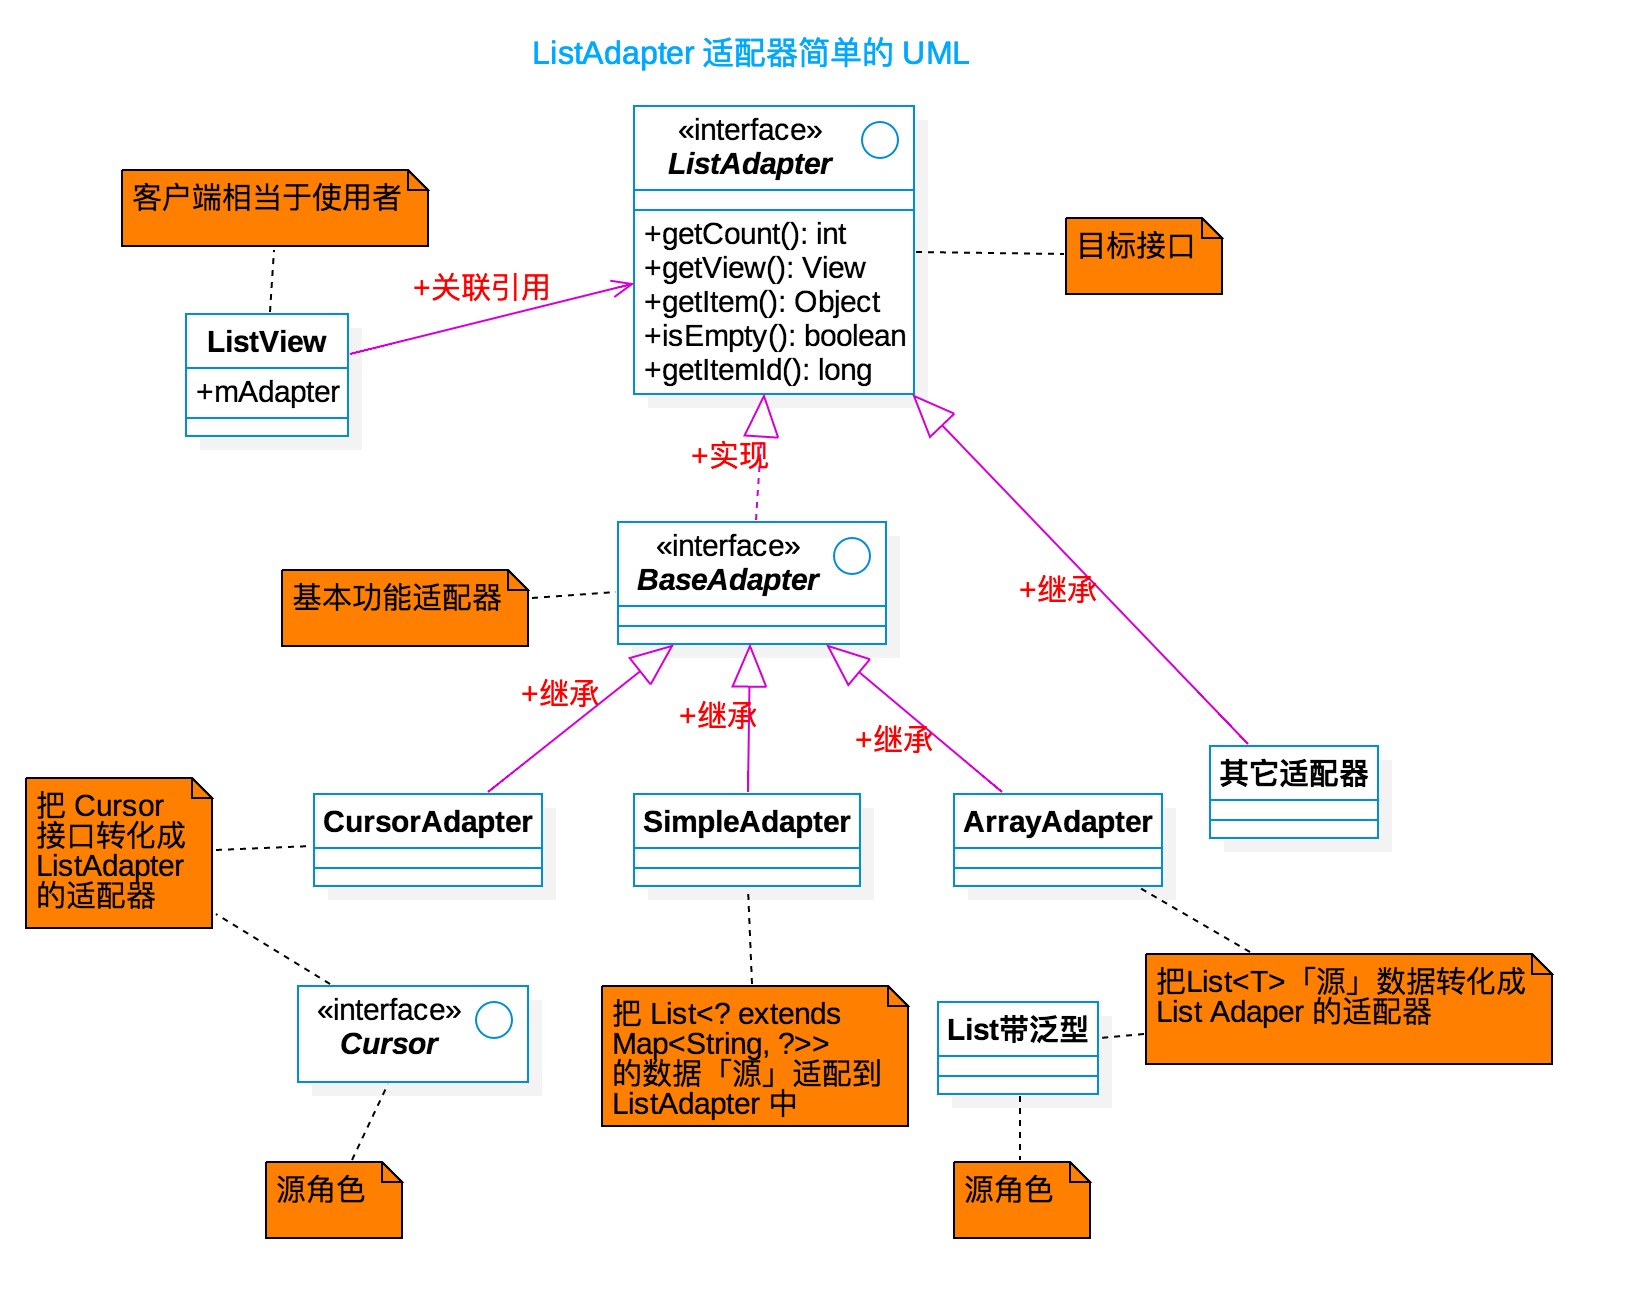 ListAdapter 适配器简单的 UML
«interface»
ListAdapter
+getCount(): int
+getView(): View
+getItem(): Object
+isEmpty(): boolean
+getItemId(): long
客户端相当于使用者
目标接口
+关联引用
ListView
+mAdapter
+实现
«interface»
BaseAdapter
基本功能适配器
+继承
+继承
+继承
+继承
其它适配器
把 Cursor
接口转化成
ListAdapter
的适配器
CursorAdapter
SimpleAdapter
ArrayAdapter
«interface»
Cursor
把 List<? extends
Map<String, ?>>
的数据「源」适配到
ListAdapter 中
List带泛型
把List<T>「源」数据转化成
List Adaper 的适配器
源角色
源角色